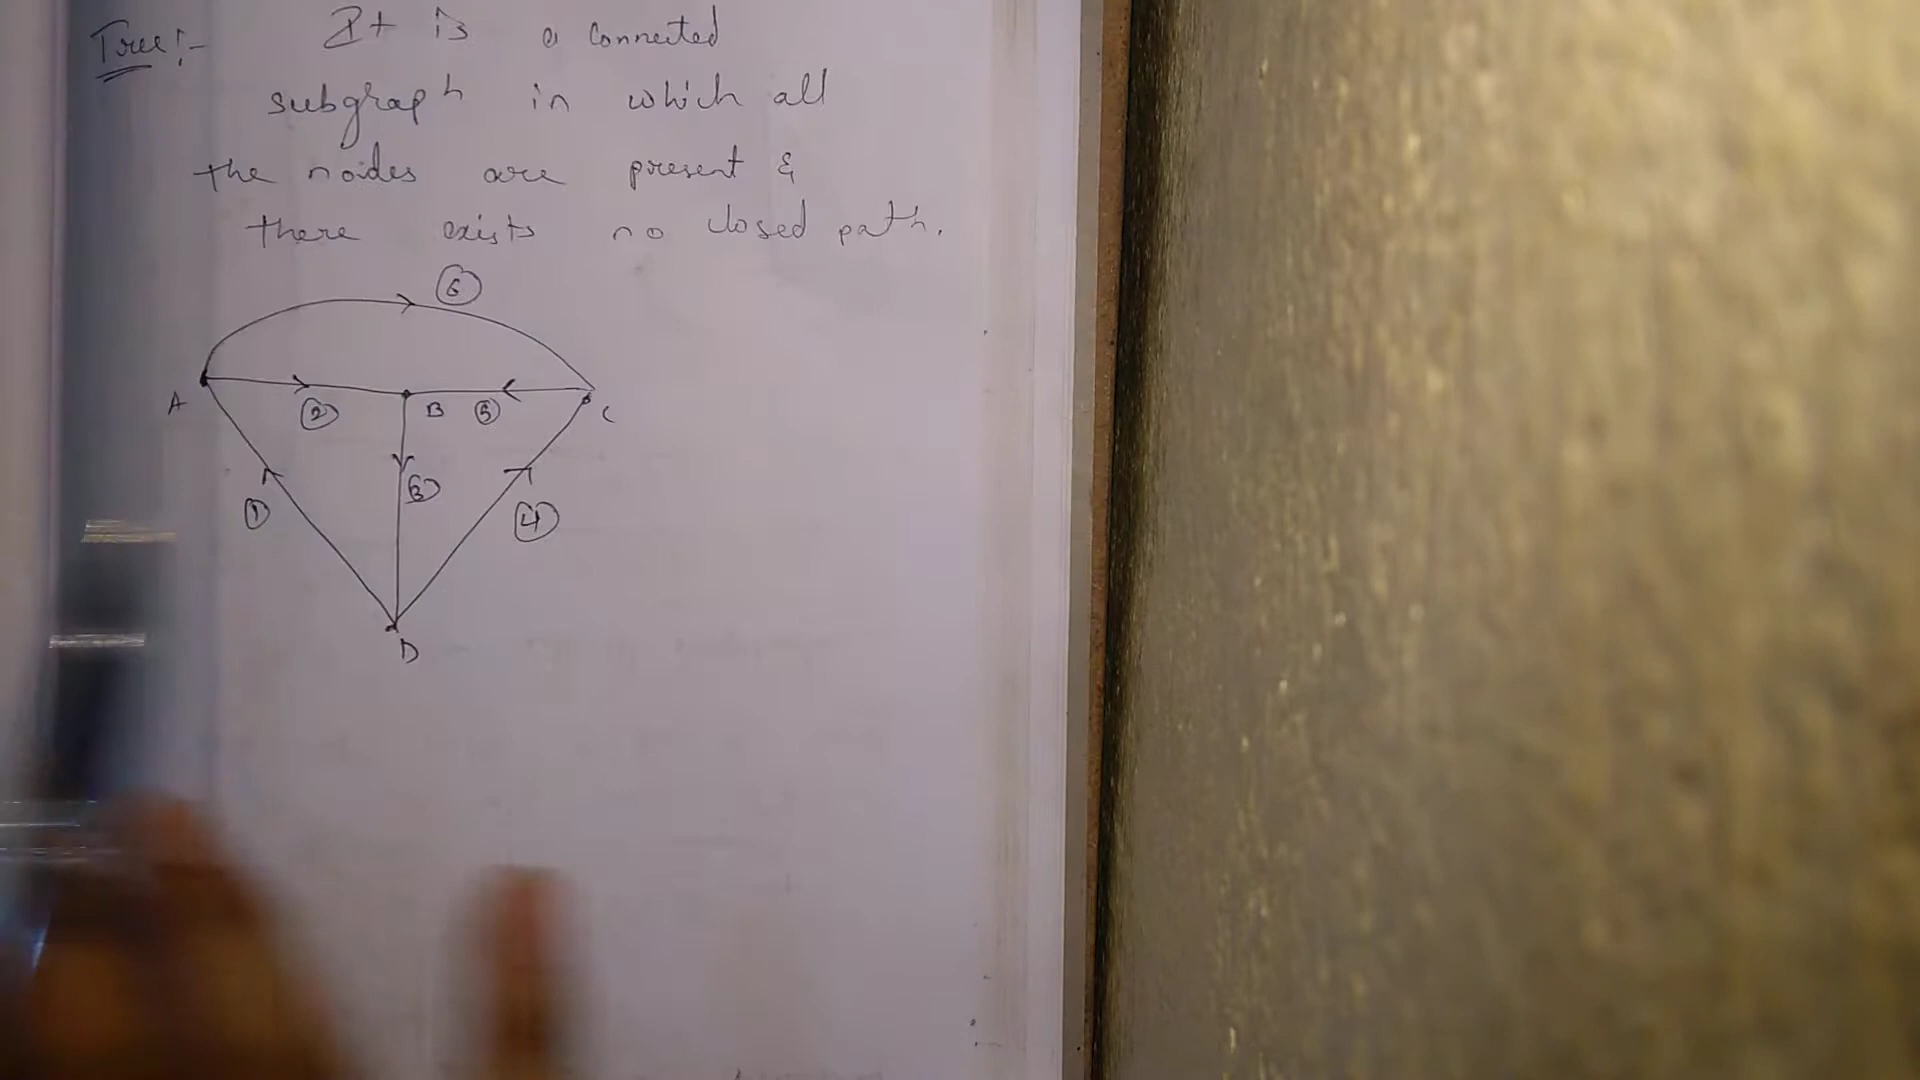 Tree:- It is a connected
subgraph in which all
the nodes are present &
there exists no closed path.
6
A 2 B 5 C
1 3 4
D